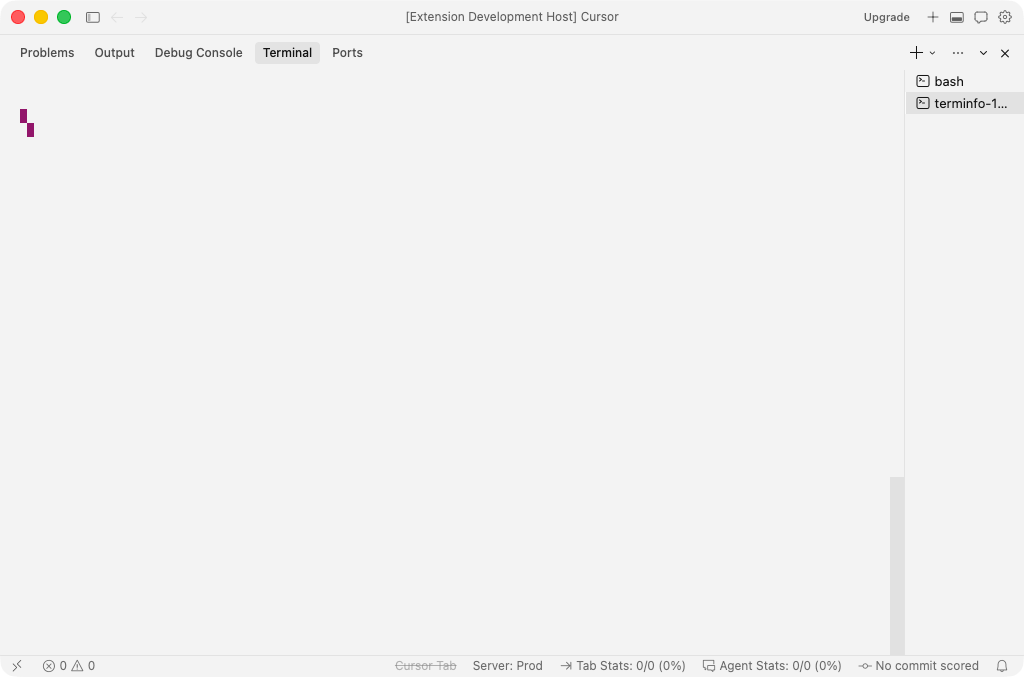 [Extension Development Host] Cursor
Upgrade
Problems Output Debug Console Terminal Ports
bash
terminfo-1...
0 0 Cursor Tab Server: Prod Tab Stats: 0/0 (0%) Agent Stats: 0/0 (0%) No commit scored